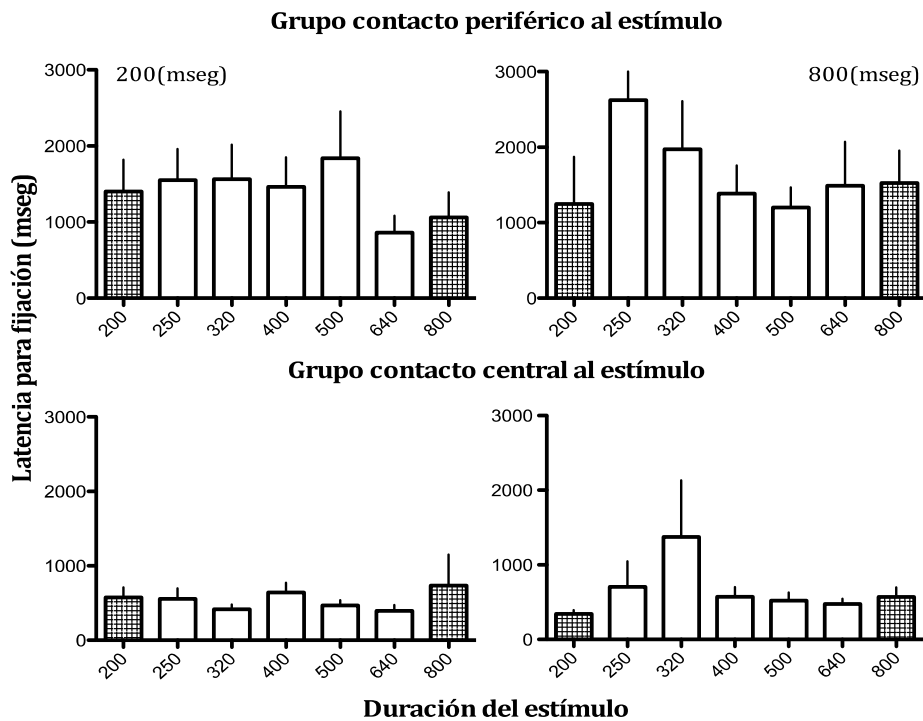 Grupo contacto periférico al estímulo
200(mseg)
800(mseg)
3000
2000
1000
0
200 250 320 400 500 640 800
3000
2000
1000
0
200 250 320 400 500 640 800
Latencia para fijación (mseg)
Grupo contacto central al estímulo
3000
2000
1000
0
200 250 320 400 500 640 800
3000
2000
1000
0
200 250 320 400 500 640 800
Duración del estímulo